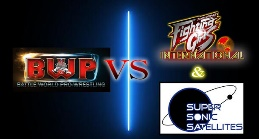 BWP
BATTLE WORLD PRO-WRESTLING
VS
Fighting
INTERNATIONAL
&
SUPER
SONIC
SATELLITES